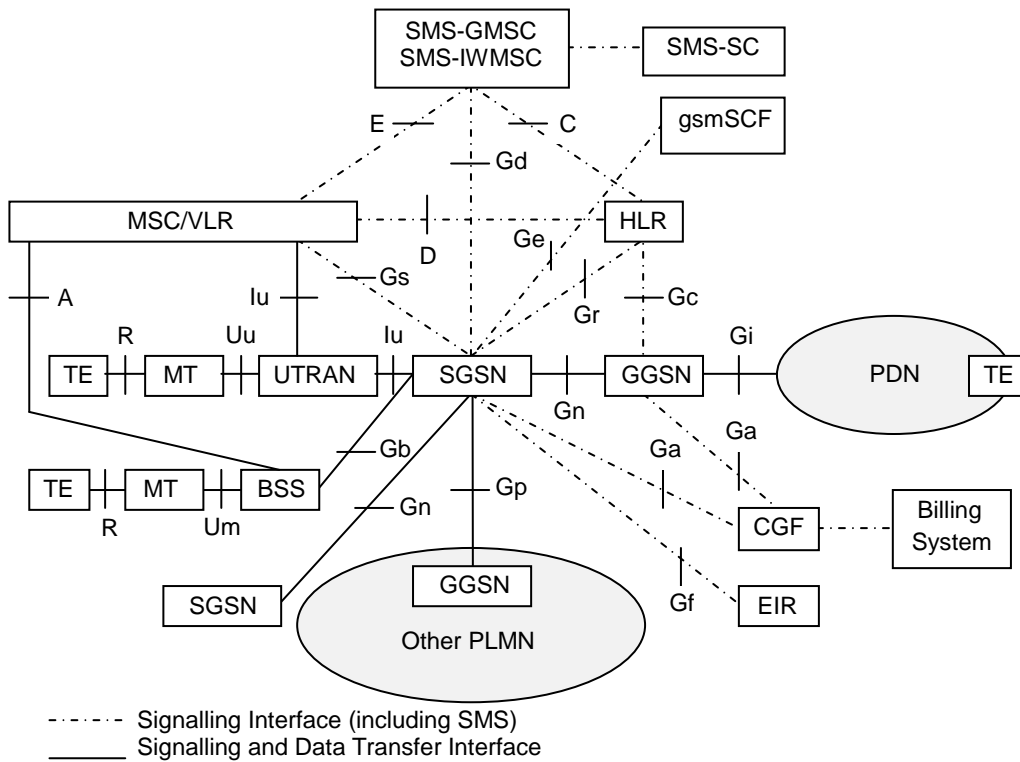 SMS-GMSC
SMS-IWMSC
SMS-SC
gsmSCF
E
C
Gd
MSC/VLR
HLR
D
Ge
Gs
Gr
Gc
A
Iu
R
Uu
Iu
Gi
TE
MT
UTRAN
SGSN
GGSN
PDN
TE
Gn
Gb
Ga
Ga
TE
MT
BSS
R
Um
Gn
Gp
CGF
Billing
System
SGSN
GGSN
Gf
EIR
Other PLMN
Signalling Interface (including SMS)
Signalling and Data Transfer Interface